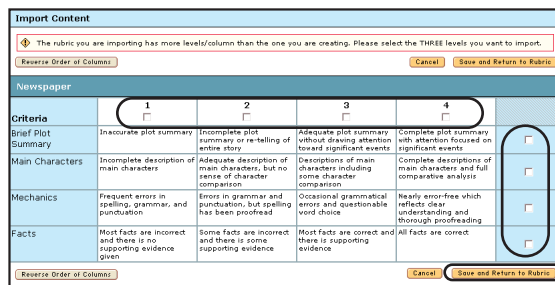 Import Content
The rubric you are importing has more levels/column than the one you are creating. Please select the THREE levels you want to import.
Reverse Order of Columns
Cancel
Save and Return to Rubric
Newspaper
Criteria
1
2
3
4
Brief Plot
Summary
Inaccurate plot summary
Incomplete plot
summary or re-telling of
entire story
Adequate plot summary
without drawing attention
toward significant events
Complete plot summary
with attention focused on
significant events
Main Characters
Incomplete description of
main characters
Adequate description of
main characters, but no
sense of character
comparison
Descriptions of main
characters including
some character
comparison
Complete descriptions of
main characters and full
comparative analysis
Mechanics
Frequent errors in
spelling, grammar, and
punctuation
Errors in grammar and
punctuation, but spelling
has been proofread
Occasional grammatical
errors and questionable
word choice
Nearly error-free which
reflects clear
understanding and
thorough proofreading
Facts
Most facts are incorrect
and there is no
supporting evidence
given
Some facts are incorrect
and there is some
supporting evidence
Most facts are correct and
there is supporting
evidence
All facts are correct
Reverse Order of Columns
Cancel
Save and Return to Rubric